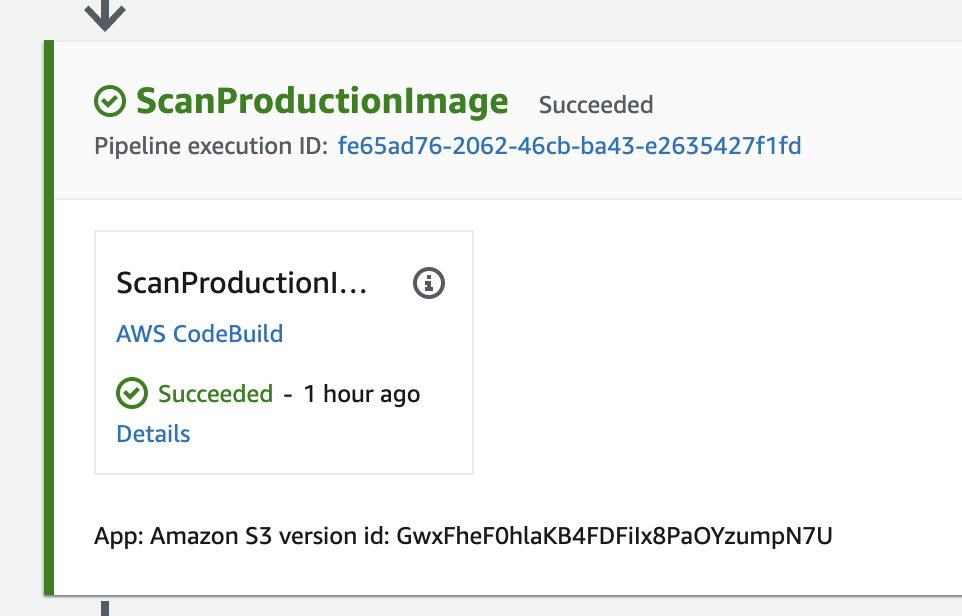 ScanProductionImage Succeeded
Pipeline execution ID: fe65ad76-2062-46cb-ba43-e2635427f1fd
ScanProductionI...
AWS CodeBuild
Succeeded - 1 hour ago
Details
App: Amazon S3 version id: GwxFheF0hlaKB4FDFiIx8PaOYzumpN7U